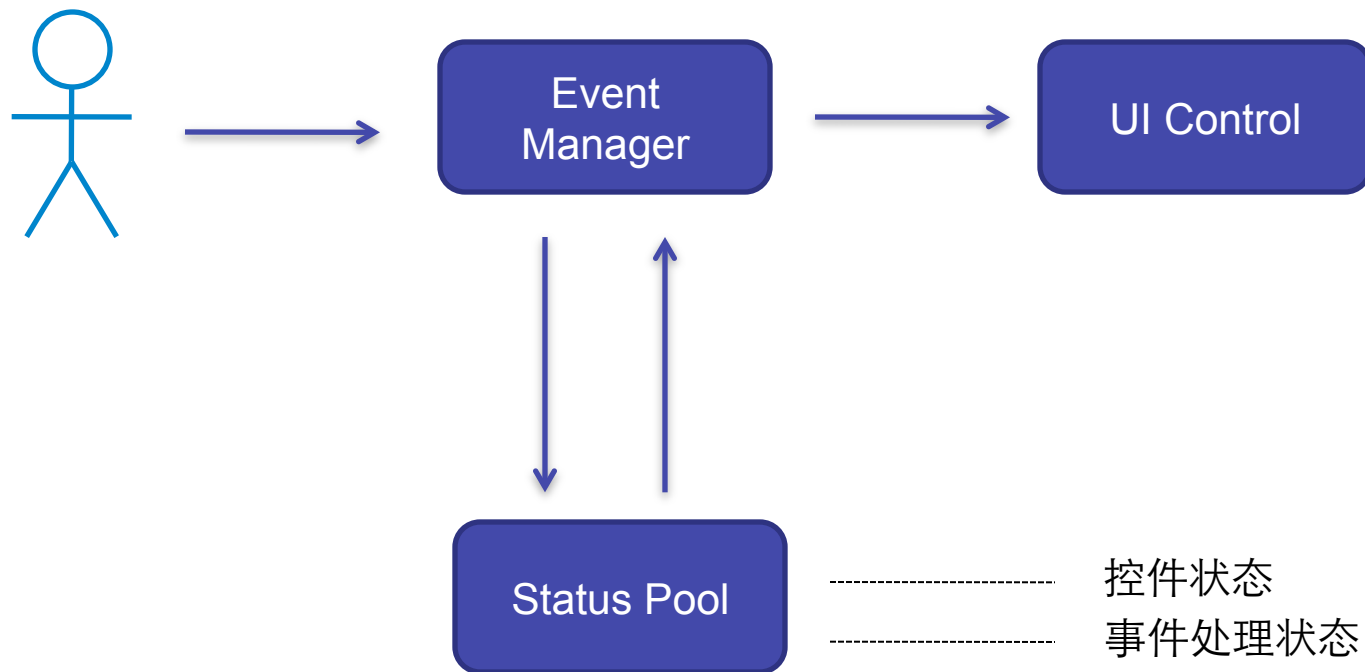 Event
Manager
UI Control
Status Pool
控件状态
事件处理状态